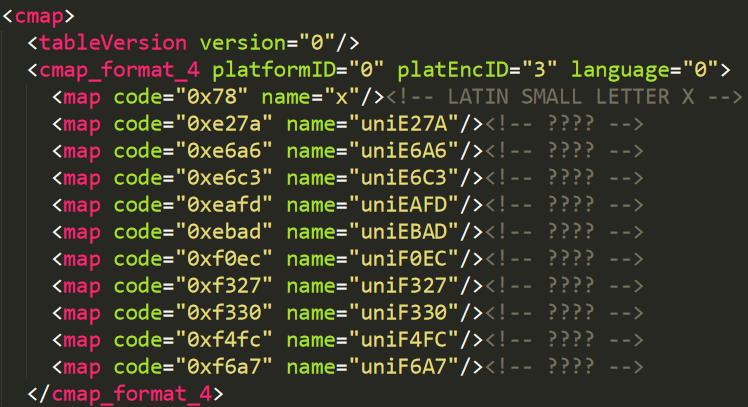 <cmap>
<tableVersion version="0"/>
<cmap_format_4 platformID="0" platEncID="3" language="0">
<map code="0x78" name="x"/><!-- LATIN SMALL LETTER X -->
<map code="0xe27a" name="uniE27A"/><!-- ???? -->
<map code="0xe6a6" name="uniE6A6"/><!-- ???? -->
<map code="0xe6c3" name="uniE6C3"/><!-- ???? -->
<map code="0xeafd" name="uniEAFD"/><!-- ???? -->
<map code="0xebad" name="uniEBAD"/><!-- ???? -->
<map code="0xf0ec" name="uniF0EC"/><!-- ???? -->
<map code="0xf327" name="uniF327"/><!-- ???? -->
<map code="0xf330" name="uniF330"/><!-- ???? -->
<map code="0xf4fc" name="uniF4FC"/><!-- ???? -->
<map code="0xf6a7" name="uniF6A7"/><!-- ???? -->
</cmap_format_4>